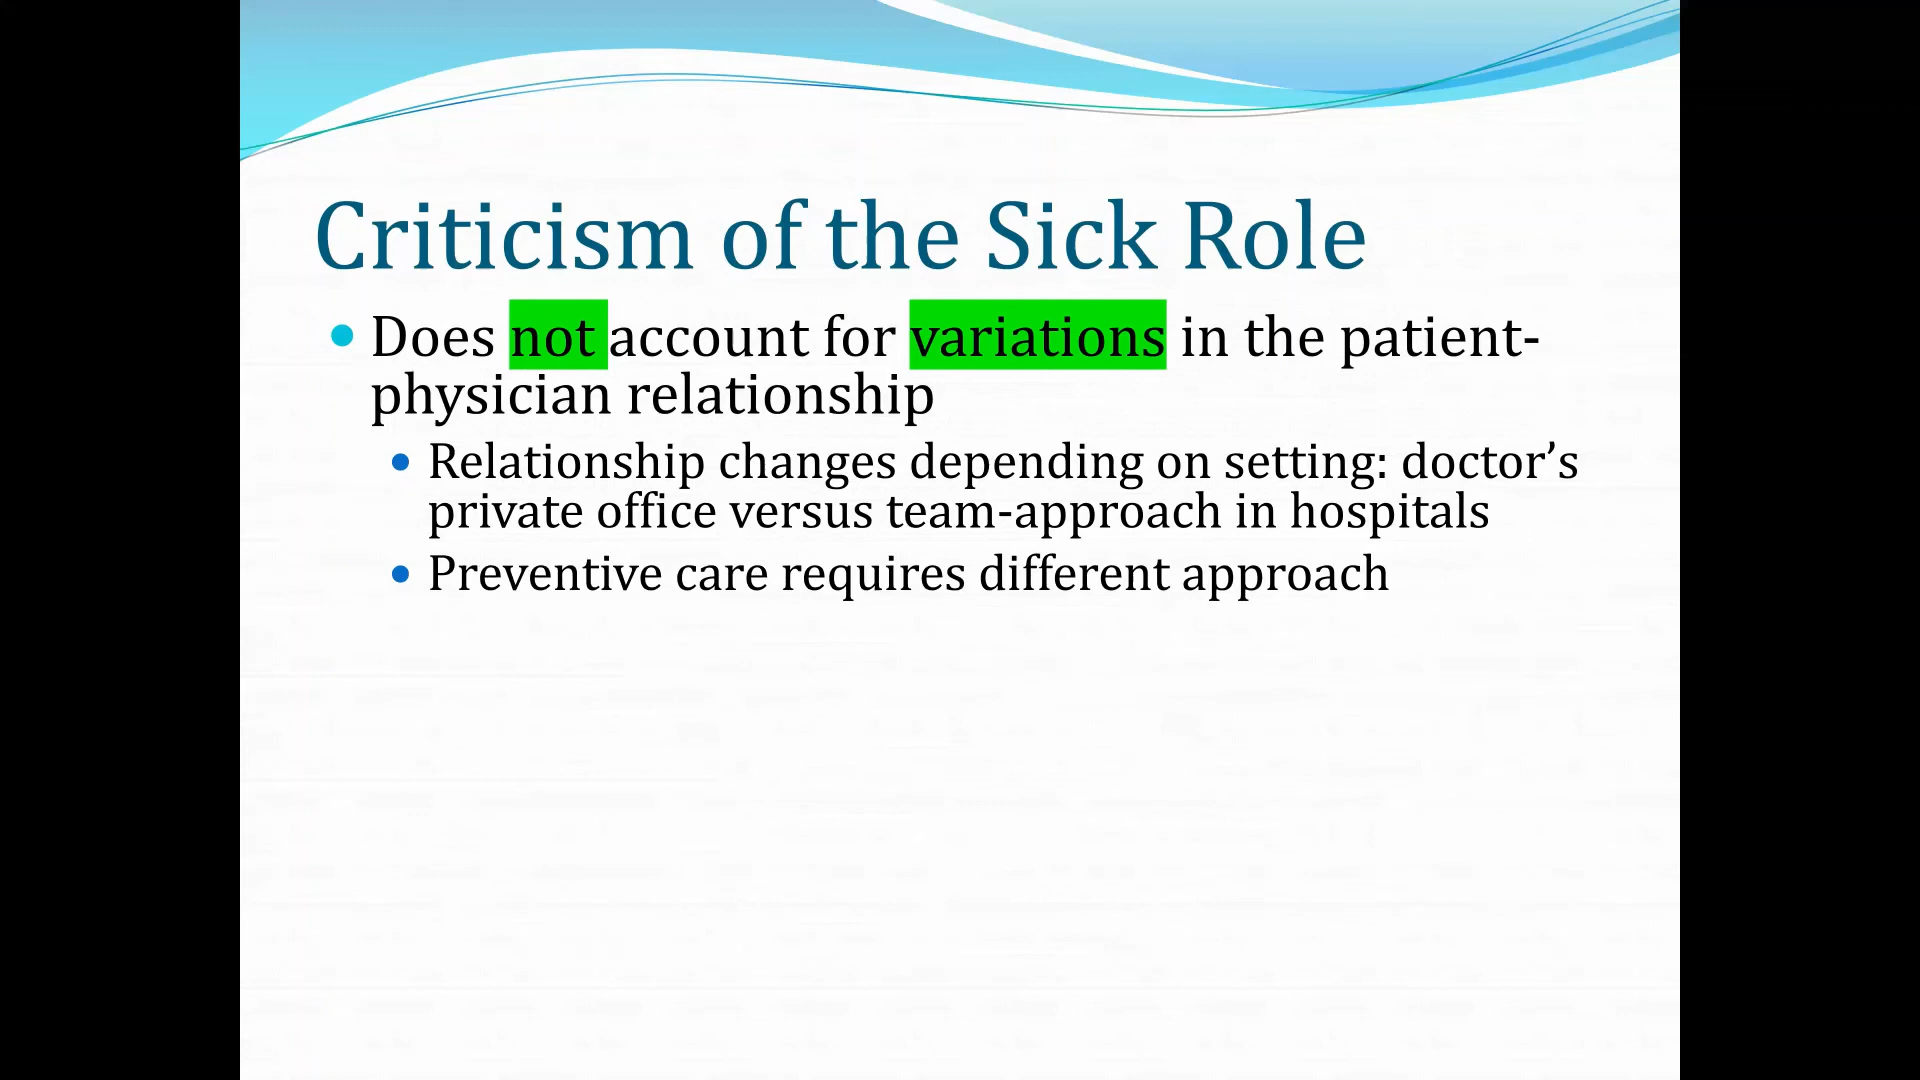 Criticism of the Sick Role
Does not account for variations in the patient-
physician relationship
Relationship changes depending on setting: doctor’s
private office versus team-approach in hospitals
Preventive care requires different approach